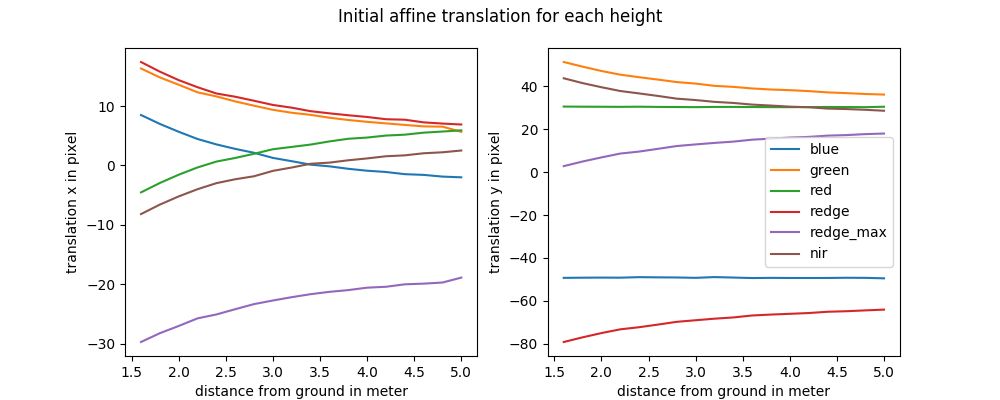 Initial affine translation for each height
translation x in pixel
10
0
−10
−20
−30
1.5 2.0 2.5 3.0 3.5 4.0 4.5 5.0
distance from ground in meter
translation y in pixel
40
20
0
−20
−40
−60
−80
1.5 2.0 2.5 3.0 3.5 4.0 4.5 5.0
distance from ground in meter
blue
green
red
redge
redge_max
nir